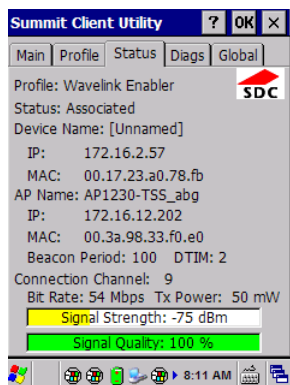 Summit Client Utility ? OK ×
Main Profile Status Diags Global
Profile: Wavelink Enabler
SDC
Status: Associated
Device Name: [Unnamed]
IP: 172.16.2.57
MAC: 00.17.23.a0.78.fb
AP Name: AP1230-TSS_abg
IP: 172.16.12.202
MAC: 00.3a.98.33.f0.e0
Beacon Period: 100 DTIM: 2
Connection Channel: 9
Bit Rate: 54 Mbps Tx Power: 50 mW
Signal Strength: -75 dBm
Signal Quality: 100 %
8:11 AM